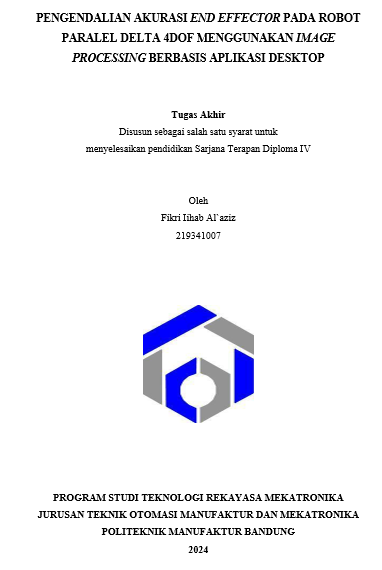 PENGENDALIAN AKURASI END EFFECTOR PADA ROBOT
PARALEL DELTA 4DOF MENGGUNAKAN IMAGE
PROCESSING BERBASIS APLIKASI DESKTOP
Tugas Akhir
Disusun sebagai salah satu syarat untuk
menyelesaikan pendidikan Sarjana Terapan Diploma IV
Oleh
Fikri Iihab Al`aziz
219341007
PROGRAM STUDI TEKNOLOGI REKAYASA MEKATRONIKA
JURUSAN TEKNIK OTOMASI MANUFAKTUR DAN MEKATRONIKA
POLITEKNIK MANUFAKTUR BANDUNG
2024